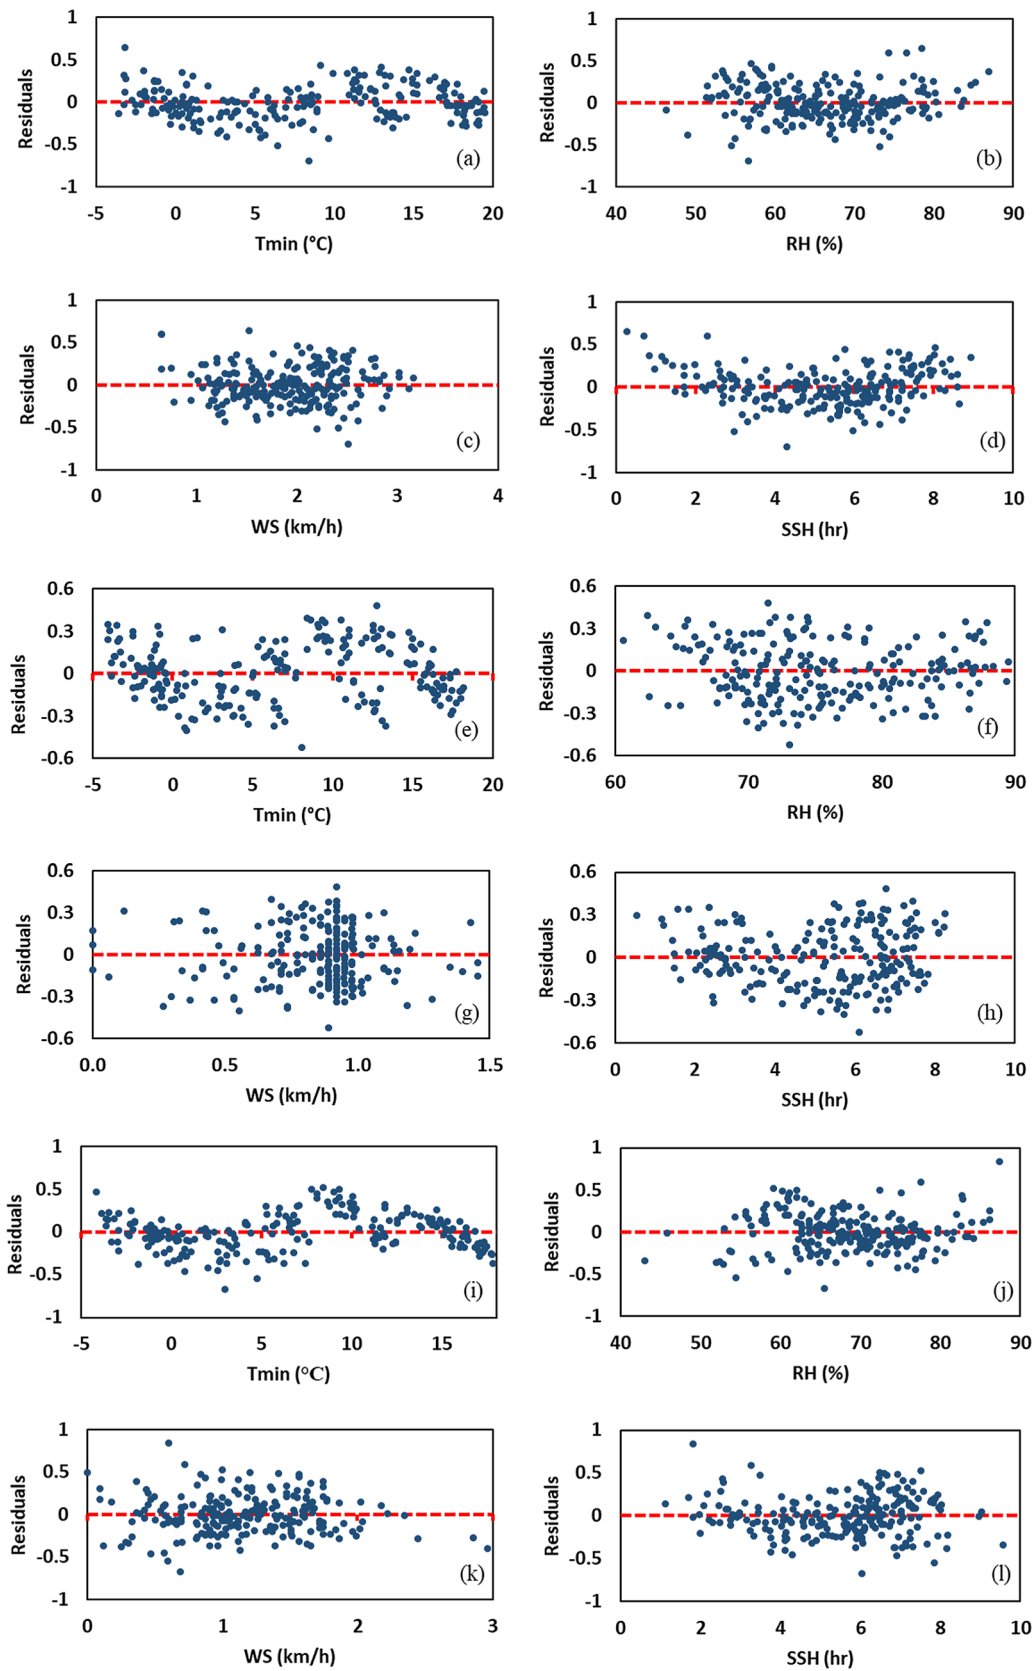 1
0.5
0
-0.5
-1
Residuals
(a)
-5 0 5 10 15 20
Tmin (°C)
1
0.5
0
-0.5
-1
Residuals
(b)
40 50 60 70 80 90
RH (%)
1
0.5
0
-0.5
-1
Residuals
(c)
0 1 2 3 4
WS (km/h)
1
0.5
0
-0.5
-1
Residuals
(d)
0 2 4 6 8 10
SSH (hr)
0.6
0.3
0
-0.3
-0.6
Residuals
(e)
-5 0 5 10 15 20
Tmin (°C)
0.6
0.3
0
-0.3
-0.6
Residuals
(f)
60 70 80 90
RH (%)
0.6
0.3
0
-0.3
-0.6
Residuals
(g)
0.0 0.5 1.0 1.5
WS (km/h)
0.6
0.3
0
-0.3
-0.6
Residuals
(h)
0 2 4 6 8 10
SSH (hr)
1
0.5
0
-0.5
-1
Residuals
(i)
-5 0 5 10 15
Tmin (°C)
1
0.5
0
-0.5
-1
Residuals
(j)
40 50 60 70 80 90
RH (%)
1
0.5
0
-0.5
-1
Residuals
(k)
0 1 2 3
WS (km/h)
1
0.5
0
-0.5
-1
Residuals
(l)
0 2 4 6 8 10
SSH (hr)